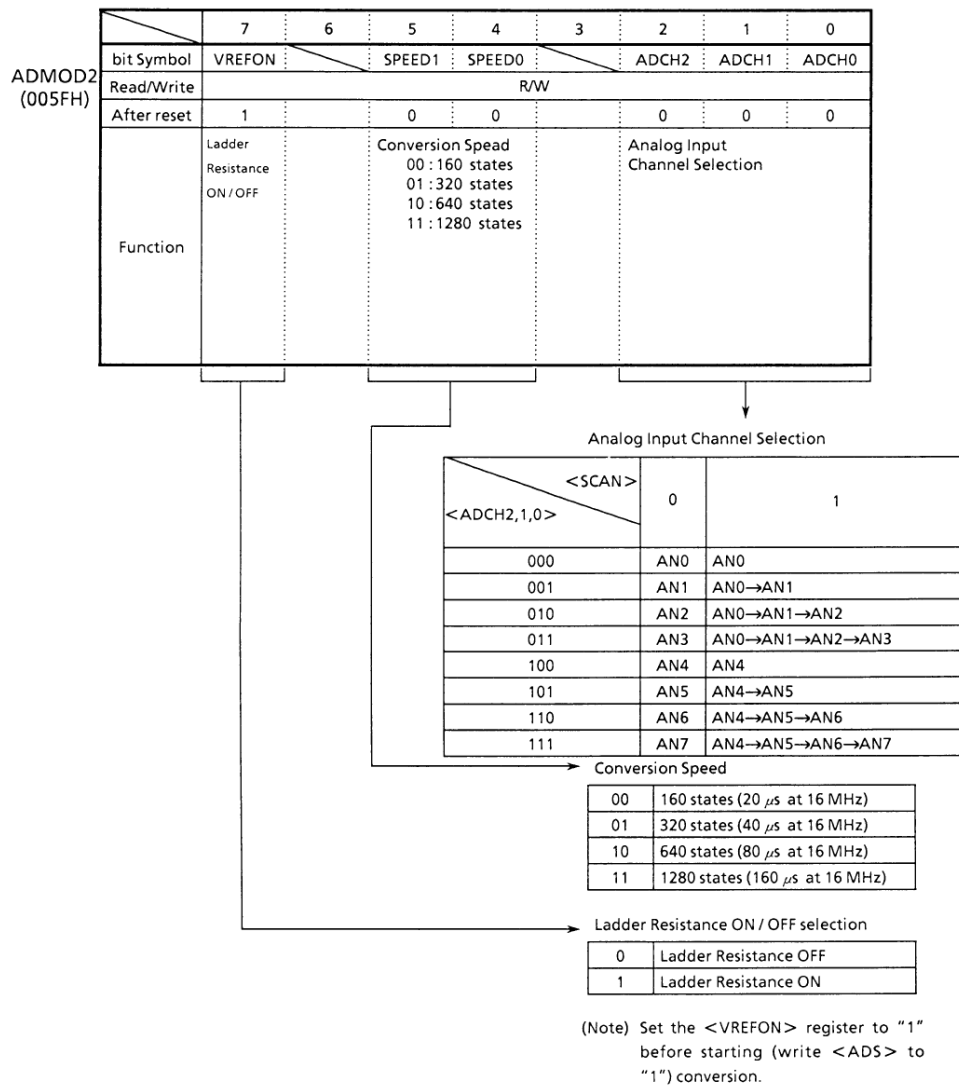 7 6 5 4 3 2 1 0
ADMOD2
(005FH)
bit Symbol VREFON SPEED1 SPEED0 ADCH2 ADCH1 ADCH0
Read/Write R/W
After reset 1 0 0 0 0 0
Function
Ladder
Resistance
ON / OFF
Conversion Spead
00 : 160 states
01 : 320 states
10 : 640 states
11 : 1280 states
Analog Input
Channel Selection
Analog Input Channel Selection
<SCAN> 0 1
<ADCH2,1,0>
000 AN0 AN0
001 AN1 AN0→AN1
010 AN2 AN0→AN1→AN2
011 AN3 AN0→AN1→AN2→AN3
100 AN4 AN4
101 AN5 AN4→AN5
110 AN6 AN4→AN5→AN6
111 AN7 AN4→AN5→AN6→AN7
Conversion Speed
00 160 states (20 μs at 16 MHz)
01 320 states (40 μs at 16 MHz)
10 640 states (80 μs at 16 MHz)
11 1280 states (160 μs at 16 MHz)
Ladder Resistance ON / OFF selection
0 Ladder Resistance OFF
1 Ladder Resistance ON
(Note) Set the <VREFON> register to "1"
before starting (write <ADS> to
"1") conversion.